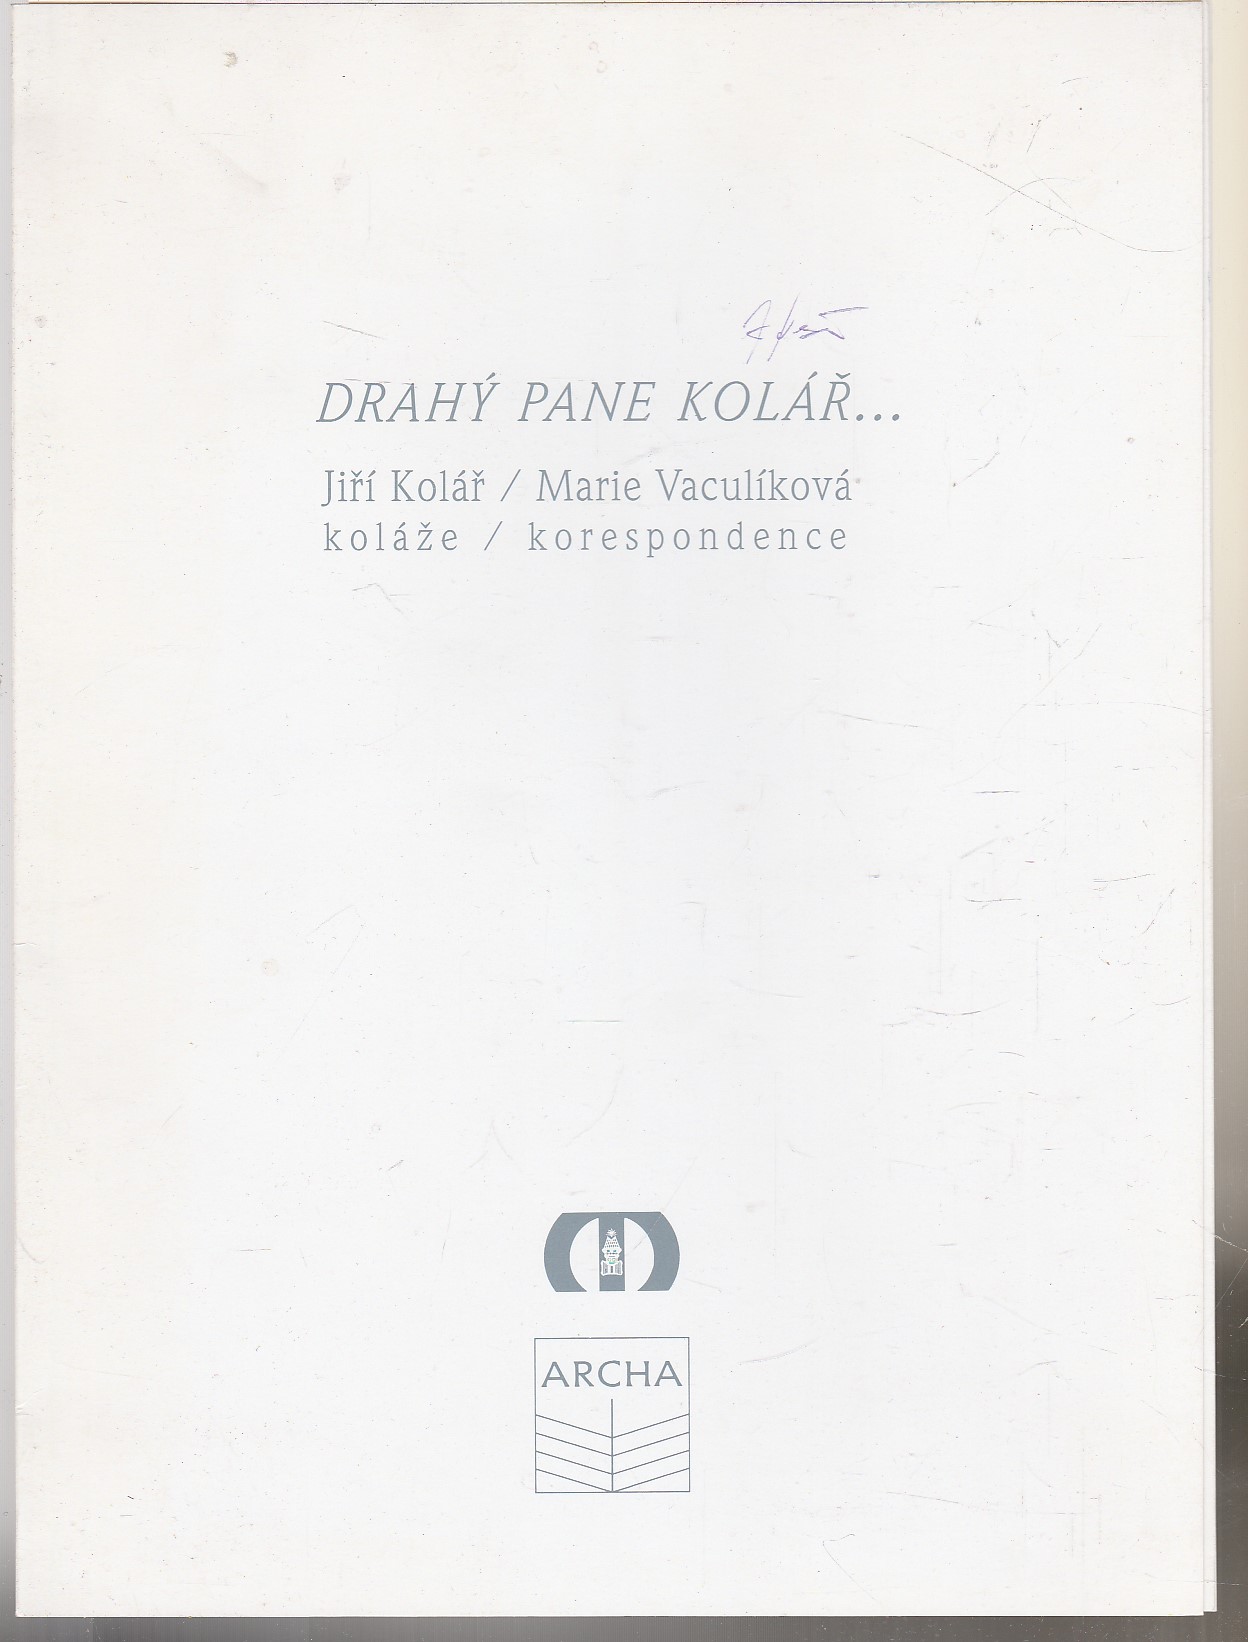 DRAHÝ PANE KOLÁŘ...
Jiří Kolář / Marie Vaculíková
koláže / korespondence
ARCHA